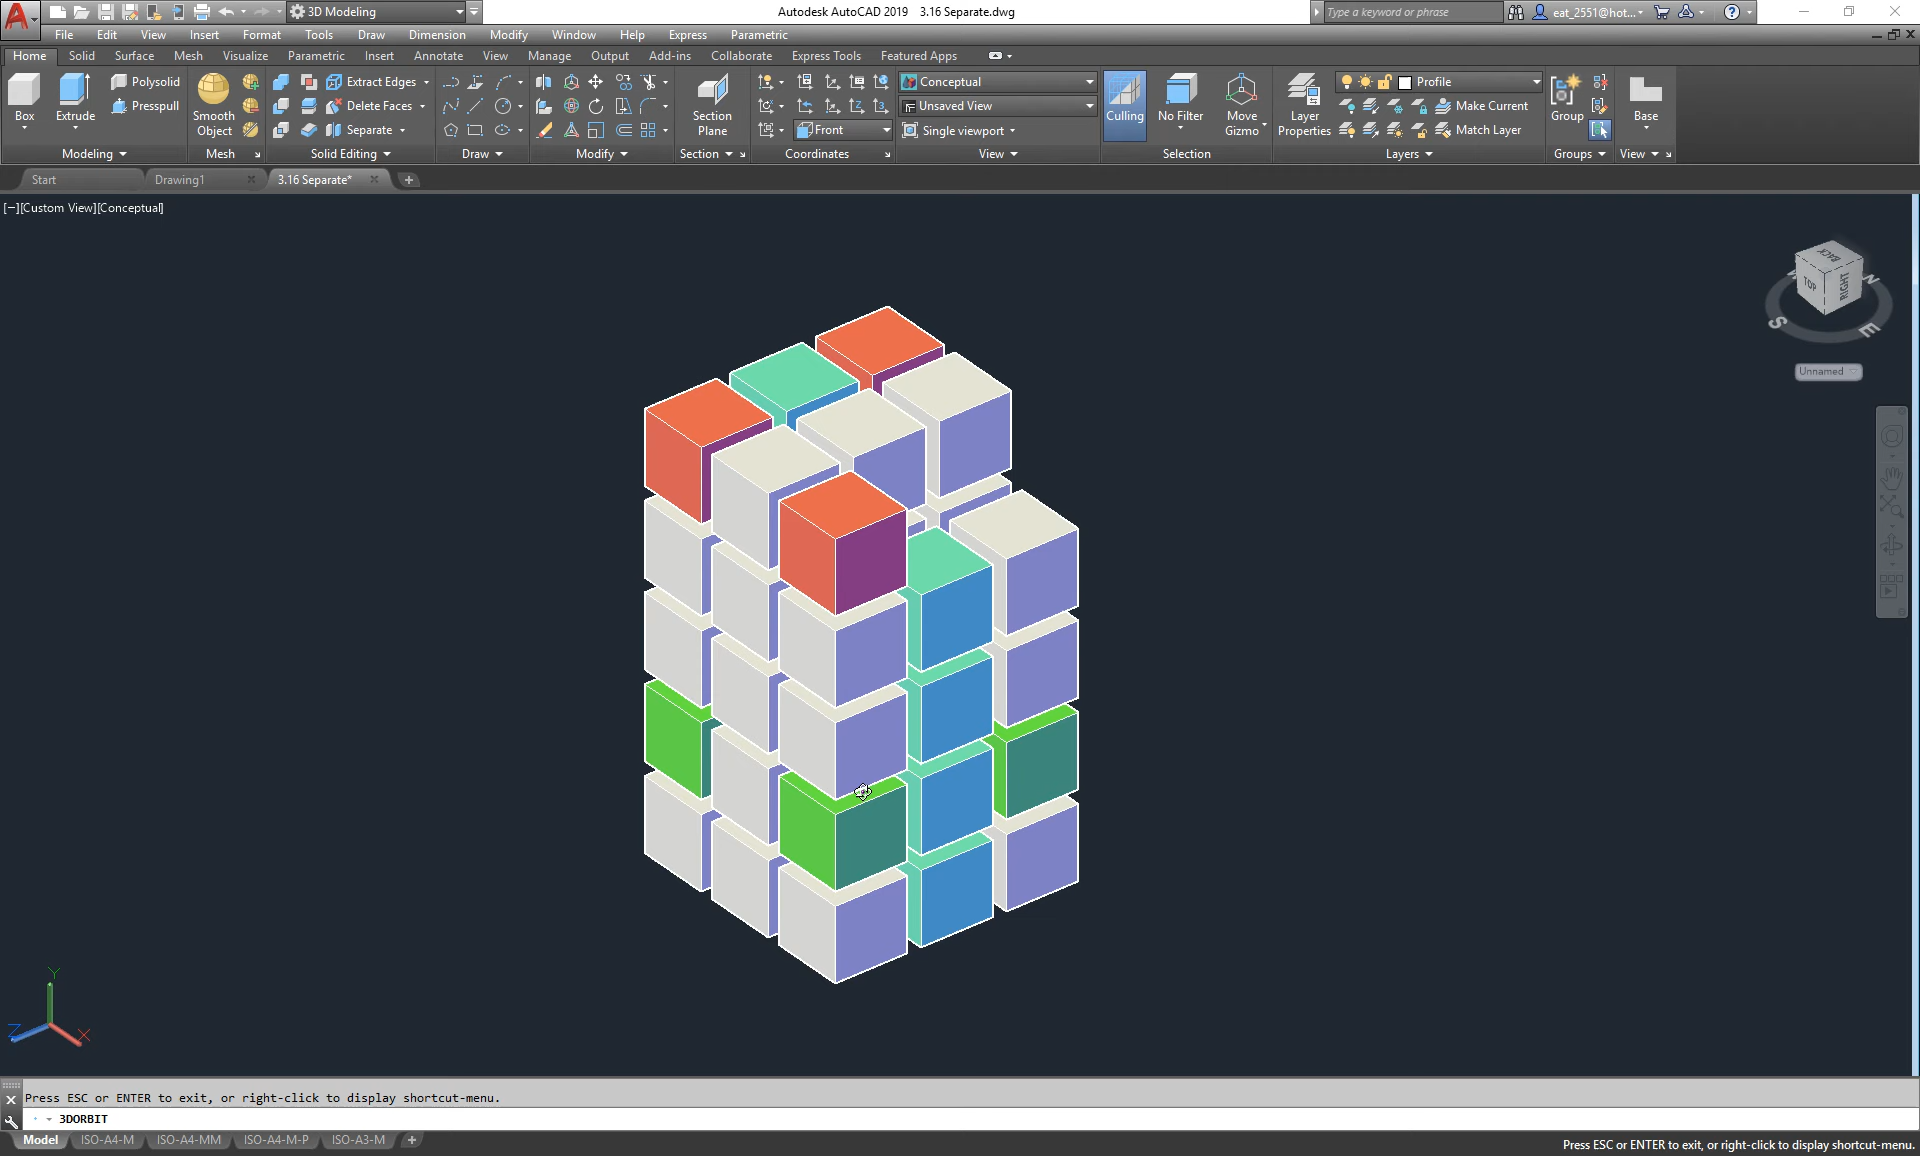 3D Modeling
Autodesk AutoCAD 2019 3.16 Separate.dwg
Type a keyword or phrase
eat_2551@hot...
File Edit View Insert Format Tools Draw Dimension Modify Window Help Express Parametric
Home Solid Surface Mesh Visualize Parametric Insert Annotate View Manage Output Add-ins Collaborate Express Tools Featured Apps
Box
Extrude
Polysolid
Presspull
Modeling
Smooth
Object
Mesh
Extract Edges
Delete Faces
Separate
Solid Editing
Draw
Modify
Section
Plane
Section
Front
Coordinates
Conceptual
Unsaved View
Single viewport
View
Culling
No Filter
Move
Gizmo
Selection
Layer
Properties
Profile
Make Current
Match Layer
Layers
Group
Groups
Base
View
Start Drawing1 3.16 Separate*
[−][Custom View][Conceptual]
BACK
TOP
RIGHT
N
S
E
Unnamed
Y
Z
X
Press ESC or ENTER to exit, or right-click to display shortcut-menu.
3DORBIT
Model ISO-A4-M ISO-A4-MM ISO-A4-M-P ISO-A3-M
Press ESC or ENTER to exit, or right-click to display shortcut-menu.